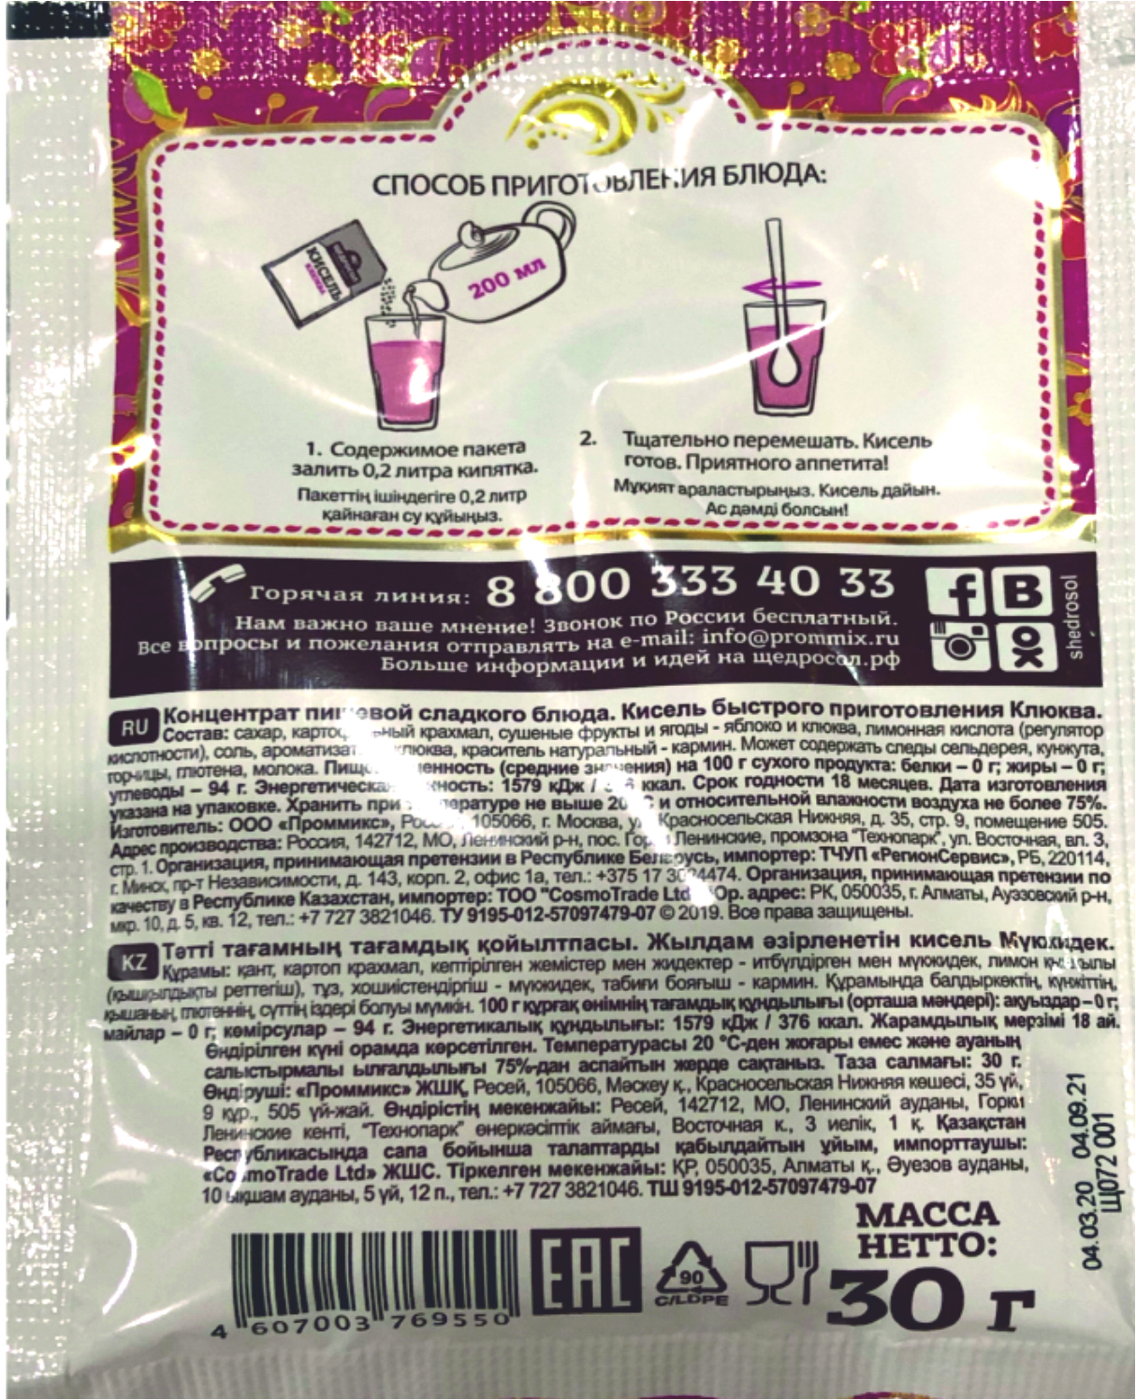 СПОСОБ ПРИГОТОВЛЕНИЯ БЛЮДА:
КИСЕЛЬ
200 мл
1. Содержимое пакета
залить 0,2 литра кипятка.
Пакеттің ішіндегіге 0,2 литр
қайнаған су құйыңыз.
2. Тщательно перемешать. Кисель
готов. Приятного аппетита!
Мұқият араластырыңыз. Кисель дайын.
Ас дәмді болсын!
Горячая линия: 8 800 333 40 33
Нам важно ваше мнение! Звонок по России бесплатный.
Все вопросы и пожелания отправлять на e-mail: info@prommix.ru
Больше информации и идей на щедросол.рф
f B
shedrosol
RU Концентрат пищевой сладкого блюда. Кисель быстрого приготовления Клюква.
Состав: сахар, крахмал, сушеные фрукты и ягоды - яблоко и клюква, лимонная кислота (регулятор
кислотности), соль, клюква, краситель натуральный - кармин. Может содержать следы сельдерея, кунжута,
горчицы, глютена, молока. (средние значения) на 100 г сухого продукта: белки – 0 г; жиры – 0 г;
углеводы – 94 г. 1579 кДж / ккал. Срок годности 18 месяцев. Дата изготовления
указана на упаковке. Хранить при температуре не выше 20 °С и относительной влажности воздуха не более 75%.
Изготовитель: ООО «Проммикс», 105066, г. Москва, Красносельская Нижняя, д. 35, стр. 9, помещение 505.
Адрес производства: Россия, 142712, МО, Ленинский р-н, пос. Ленинские, промзона "Технопарк", ул. Восточная, вл. 3,
стр. 1. Организация, принимающая претензии в Республике Беларусь, импортер: ТЧУП «РегионСервис», РБ, 220114,
г. Минск, пр-т Независимости, д. 143, корп. 2, офис 1а, тел.: +375 17 Организация, принимающая претензии по
качеству в Республике Казахстан, импортер: ТОО "CosmoTrade Ltd Юр. адрес: РК, 050035, г. Алматы, Ауэзовский р-н,
мкр. 10, д. 5, кв. 12, тел.: +7 727 3821046. ТУ 9195-012-57097479-07 © 2019. Все права защищены.
KZ Тәтті тағамның тағамдық қойылтпасы. Жылдам әзірленетін кисель Мүкжидек.
Құрамы: қант, картоп крахмал, кептірілген жемістер мен жидектер - итбүлдірген мен мүкжидек, лимон қышқылы
(қышқылдықты реттегіш), тұз, хошиістендіргіш - мүкжидек, табиғи бояғыш - кармин. Құрамында балдыркөктің, күнжіттің,
қышаның, глютеннің, сүттің іздері болуы мүмкін. 100 г құрғақ өнімнің тағамдық құндылығы (орташа мәндері): ақуыздар – 0 г;
майлар – 0 г; көмірсулар – 94 г. Энергетикалық құндылығы: 1579 кДж / 376 ккал. Жарамдылық мерзімі 18 ай.
Өндірілген күні орамда көрсетілген. Температурасы 20 °С-ден жоғары емес және ауаның
салыстырмалы ылғалдылығы 75%-дан аспайтын жерде сақтаңыз. Таза салмағы: 30 г.
Өндіруші: «Проммикс» ЖШҚ, Ресей, 105066, Мәскеу қ., Красносельская Нижняя көшесі, 35 үй,
9 құр., 505 үй-жай. Өндірістің мекенжайы: Ресей, 142712, МО, Ленинский ауданы, Горки
Ленинские кенті, "Технопарк" өнеркәсіптік аймағы, Восточная к., 3 иелік, 1 қ. Қазақстан
Республикасында сапа бойынша талаптарды қабылдайтын ұйым, импорттаушы:
«CosmoTrade Ltd» ЖШС. Тіркелген мекенжайы: ҚР, 050035, Алматы қ., Әуезов ауданы,
10 ықшам ауданы, 5 үй, 12 п., тел.: +7 727 3821046. ТШ 9195-012-57097479-07
04.03.20 04.09.21
Щ072 001
4 607003 769550
EAC
90
C/LDPE
МАССА
НЕТТО:
30 г